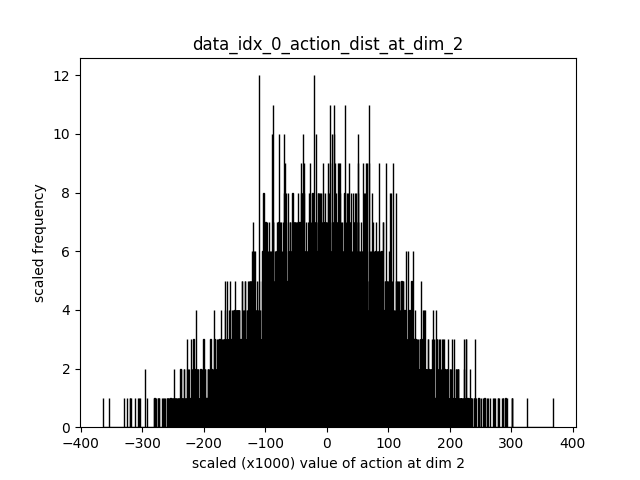 data_idx_0_action_dist_at_dim_2
scaled frequency
12
10
8
6
4
2
0
−400 −300 −200 −100 0 100 200 300 400
scaled (x1000) value of action at dim 2